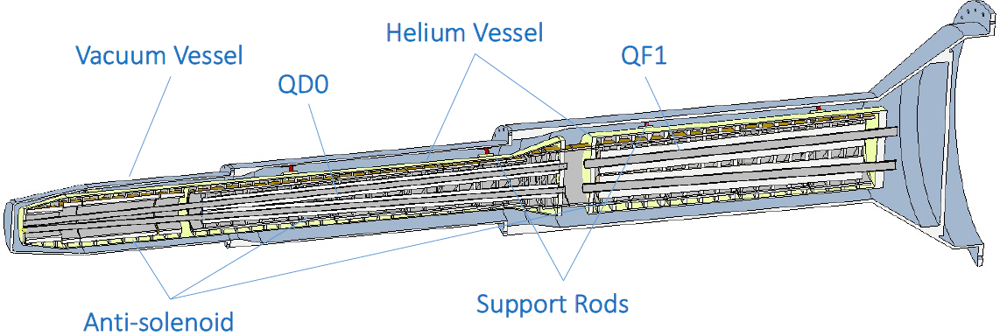 Helium Vessel
Vacuum Vessel
QF1
QD0
Support Rods
Anti-solenoid